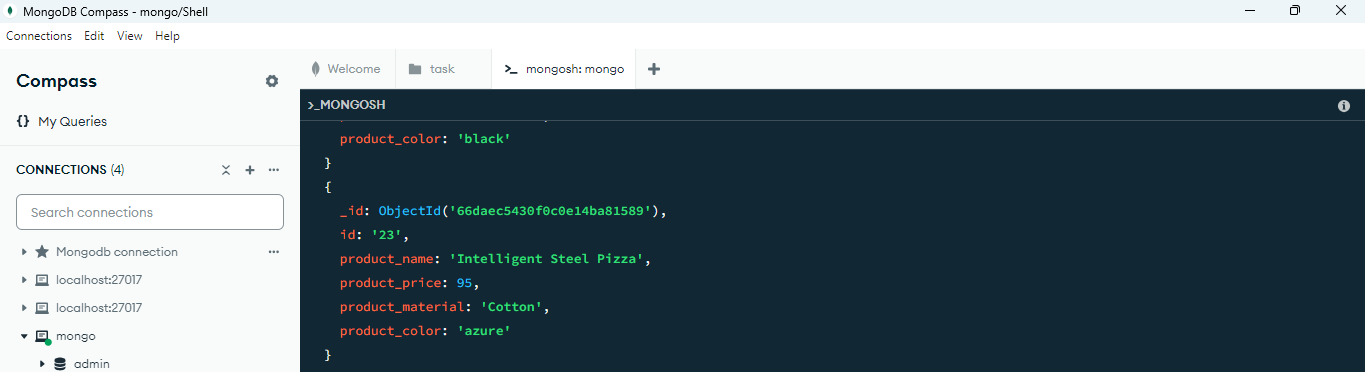 MongoDB Compass - mongo/Shell
Connections Edit View Help
Compass
{} My Queries
CONNECTIONS (4)
Search connections
Mongodb connection
localhost:27017
localhost:27017
mongo
admin
Welcome task >_ mongosh: mongo +
>_MONGOSH
product_color: 'black'
}
{
_id: ObjectId('66daec5430f0c0e14ba81589'),
id: '23',
product_name: 'Intelligent Steel Pizza',
product_price: 95,
product_material: 'Cotton',
product_color: 'azure'
}